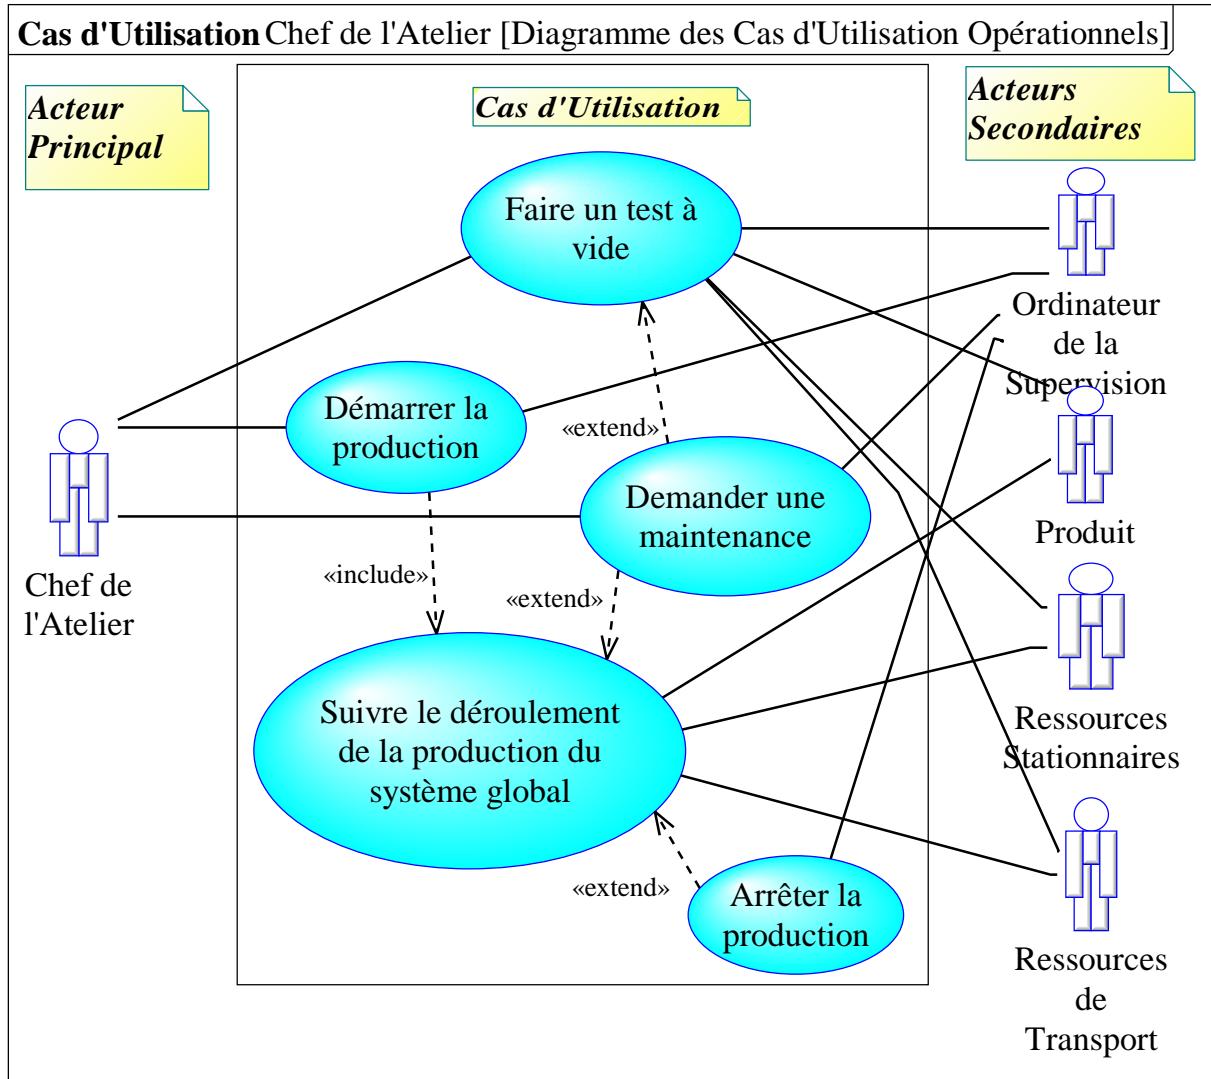 Cas d'Utilisation Chef de l'Atelier [Diagramme des Cas d'Utilisation Opérationnels]
Acteur
Principal
Cas d'Utilisation
Acteurs
Secondaires
Faire un test à
vide
Ordinateur
de la
Supervision
Démarrer la
production
«extend»
Demander une
maintenance
Produit
Chef de
l'Atelier
«include»
«extend»
Suivre le déroulement
de la production du
système global
Ressources
Stationnaires
«extend»
Arrêter la
production
Ressources
de
Transport